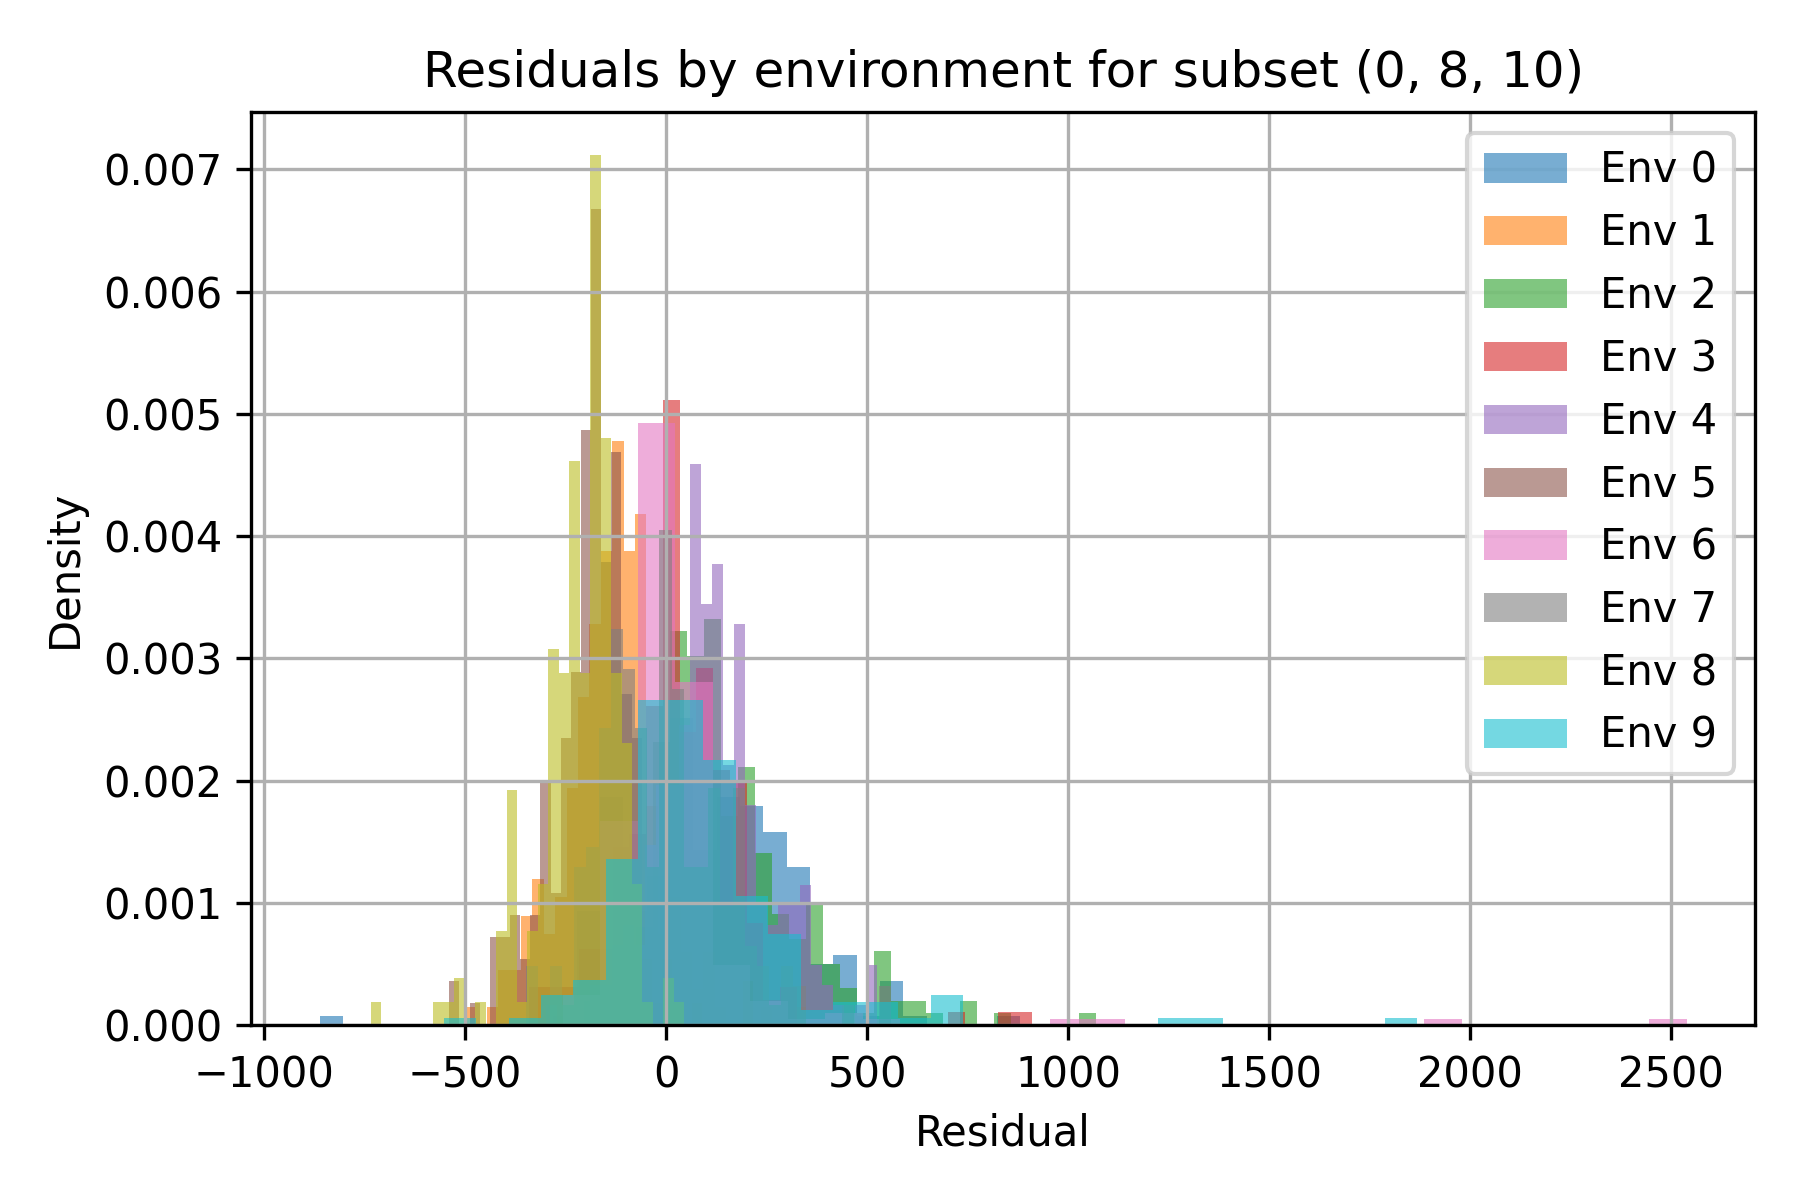 Residuals by environment for subset (0, 8, 10)
0.007
0.006
0.005
0.004
0.003
0.002
0.001
0.000
Density
−1000
−500
0
500
1000
1500
2000
2500
Residual
Env 0
Env 1
Env 2
Env 3
Env 4
Env 5
Env 6
Env 7
Env 8
Env 9